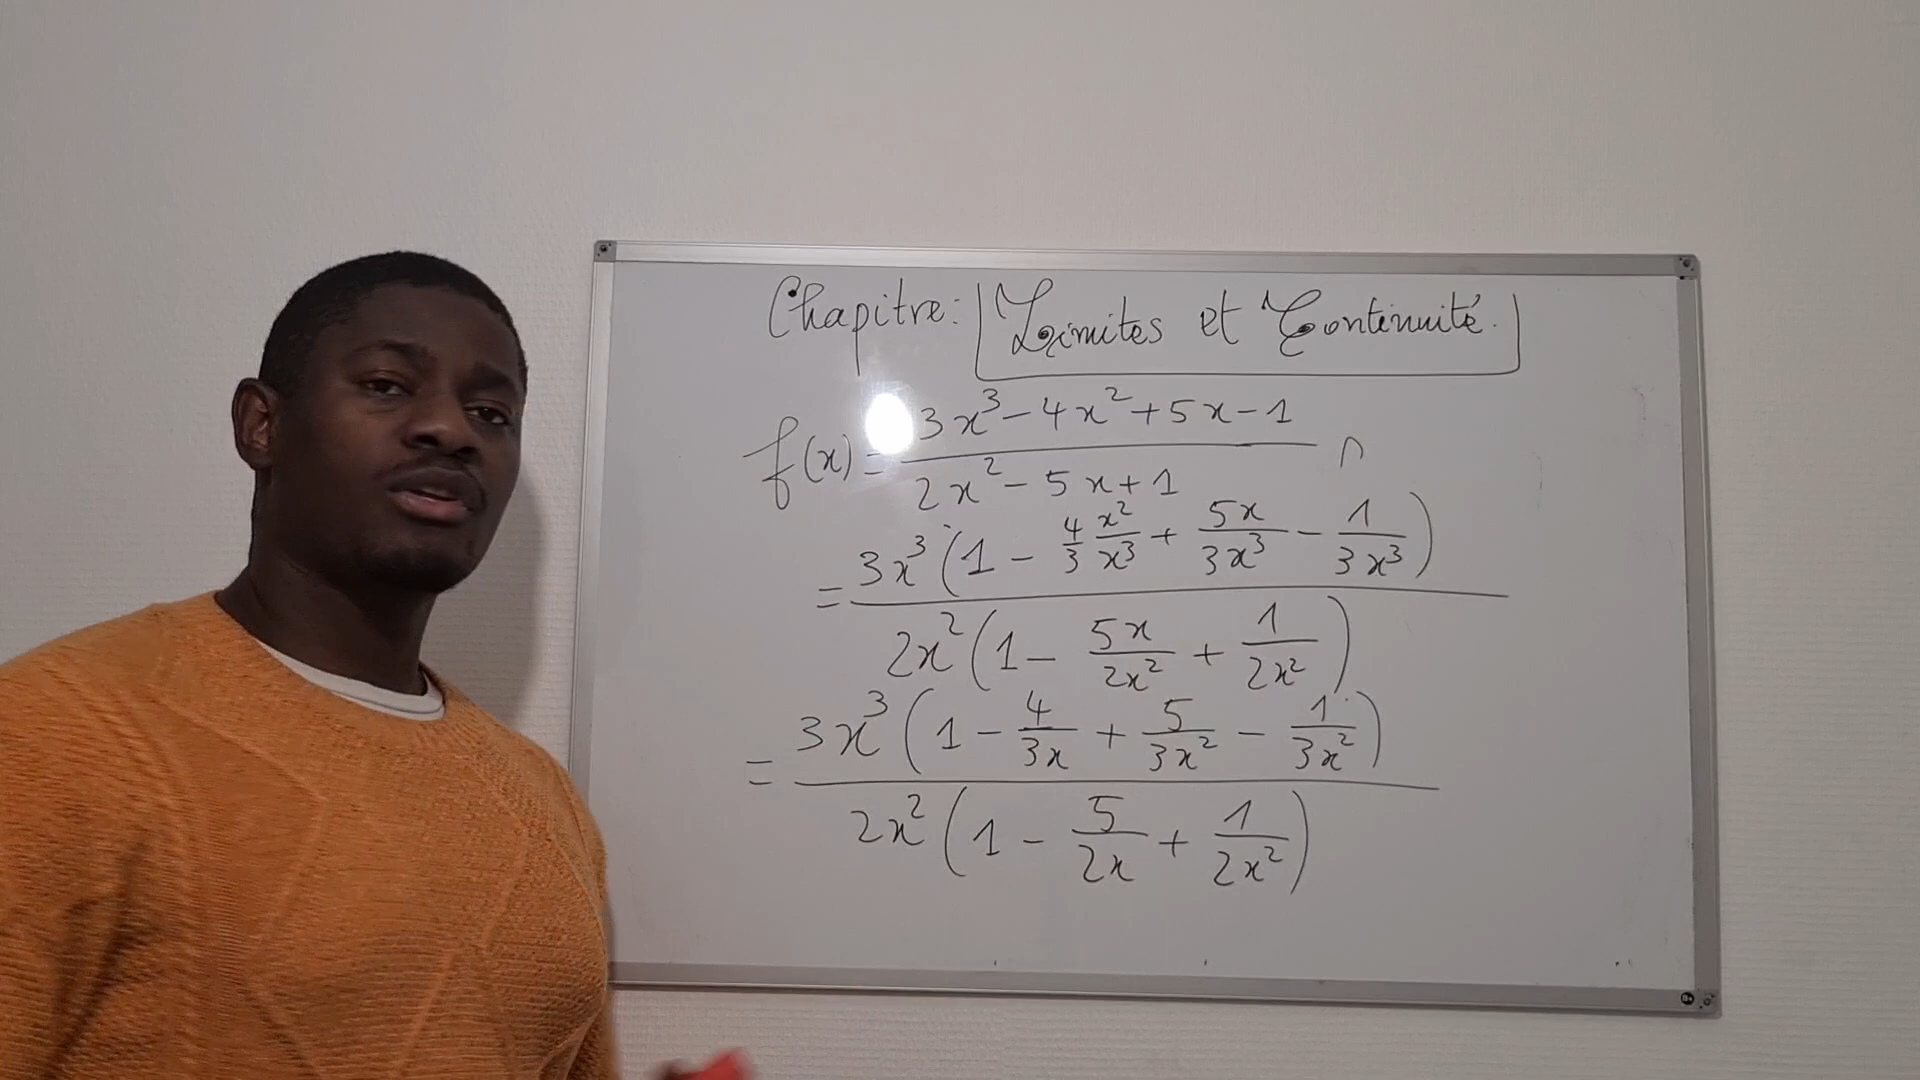 Chapitre: Limites et Continuité.
f(x) = (3x³ - 4x² + 5x - 1) / (2x² - 5x + 1)
= 3x³(1 - 4/3 x²/x³ + 5x/3x³ - 1/3x³) / 2x²(1 - 5x/2x² + 1/2x²)
= 3x³(1 - 4/3x + 5/3x² - 1/3x²) / 2x²(1 - 5/2x + 1/2x²)